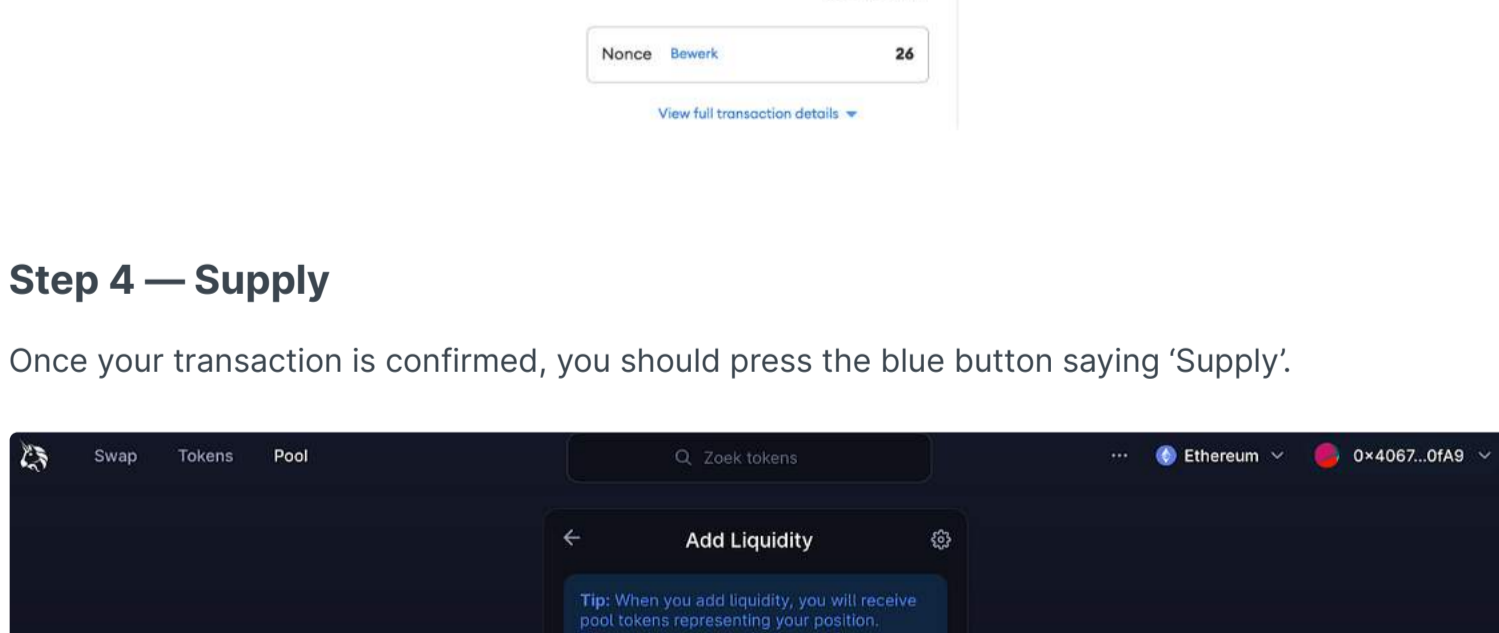 Nonce Bewerk 26
View full transaction details
Step 4 — Supply
Once your transaction is confirmed, you should press the blue button saying ‘Supply’.
Swap Tokens Pool Zoek tokens ... Ethereum 0×4067...0fA9
Add Liquidity
Tip: When you add liquidity, you will receive
pool tokens representing your position.